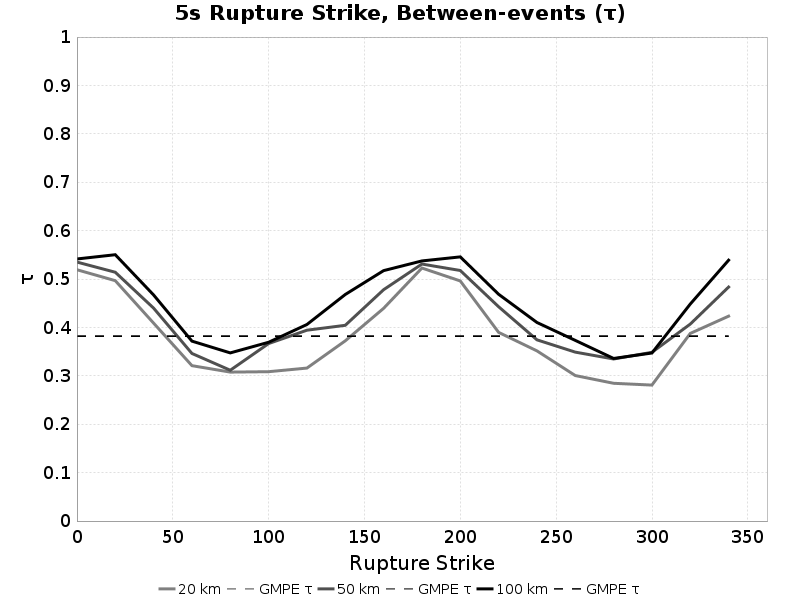 5s Rupture Strike, Between-events (τ)
1
0.9
0.8
0.7
0.6
0.5
0.4
0.3
0.2
0.1
0
τ
0 50 100 150 200 250 300 350
Rupture Strike
20 km GMPE τ 50 km GMPE τ 100 km GMPE τ